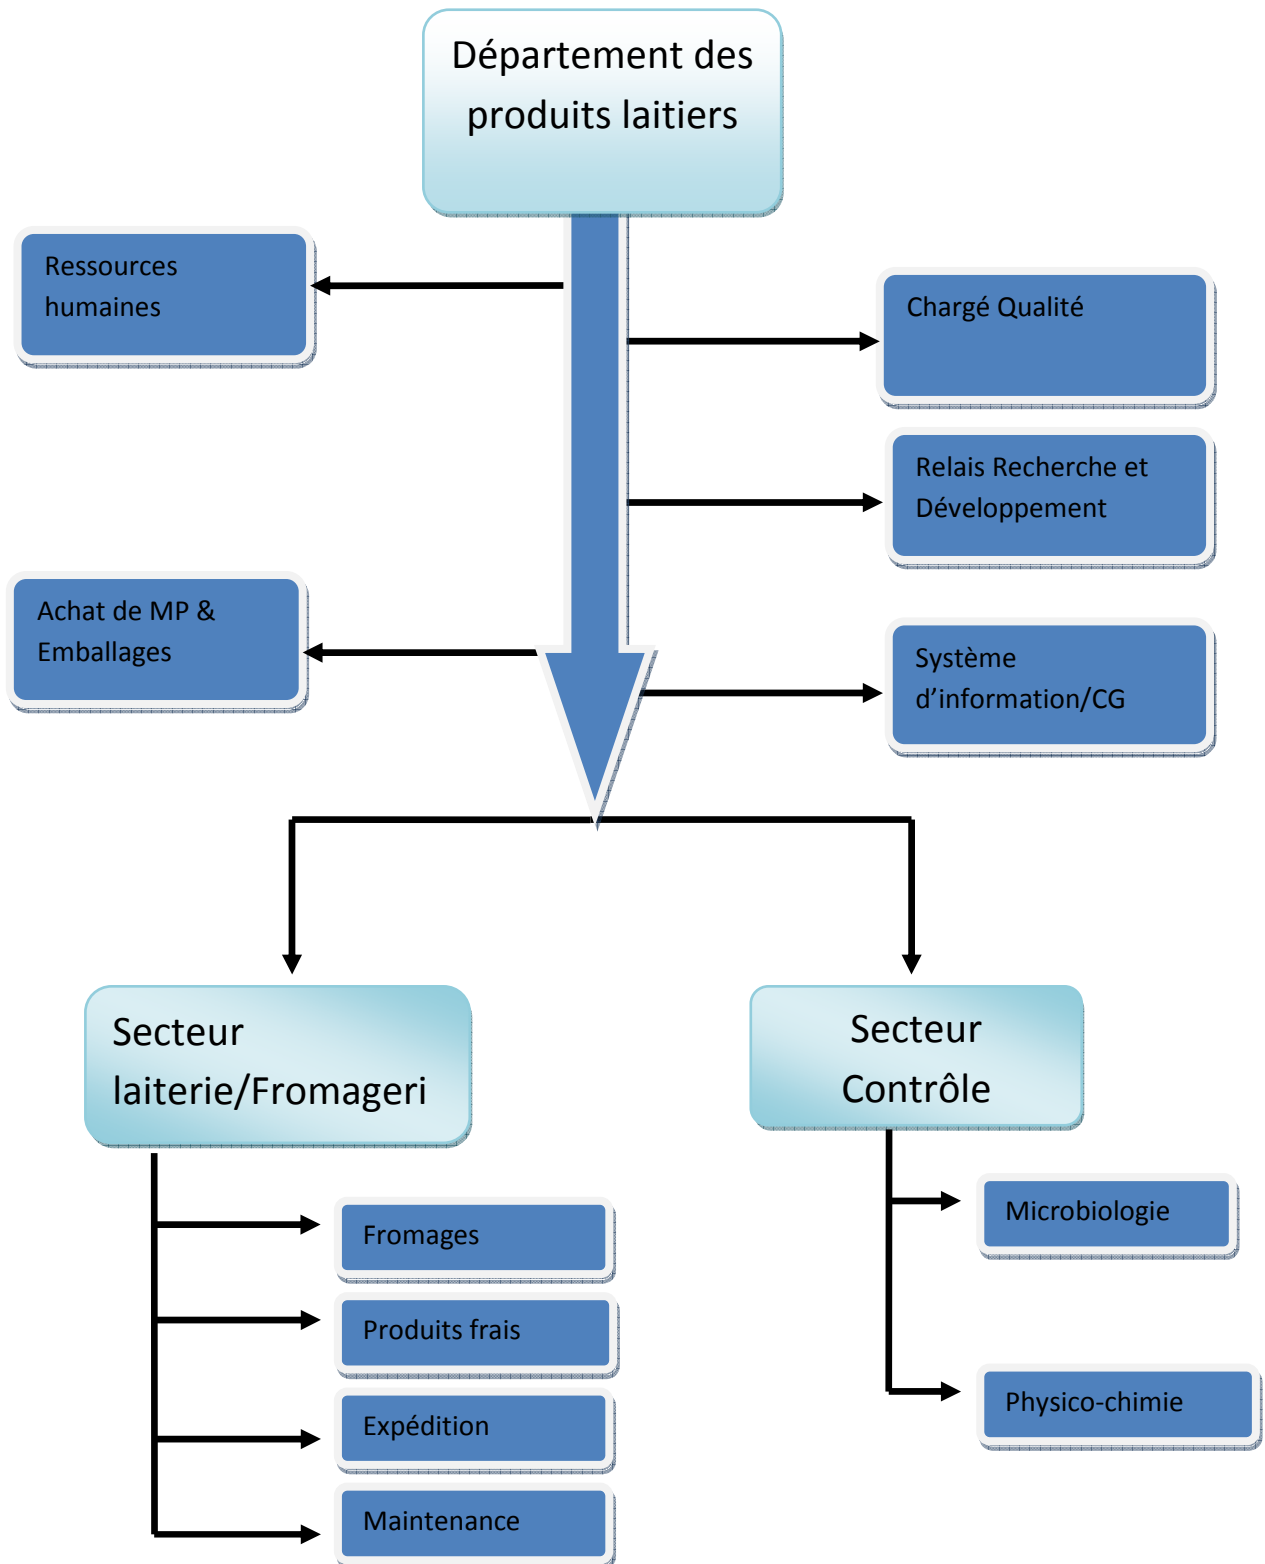 Département des
produits laitiers
Ressources
humaines
Chargé Qualité
Relais Recherche et
Développement
Achat de MP &
Emballages
Système
d’information/CG
Secteur
laiterie/Fromageri
Secteur
Contrôle
Fromages
Produits frais
Expédition
Maintenance
Microbiologie
Physico-chimie